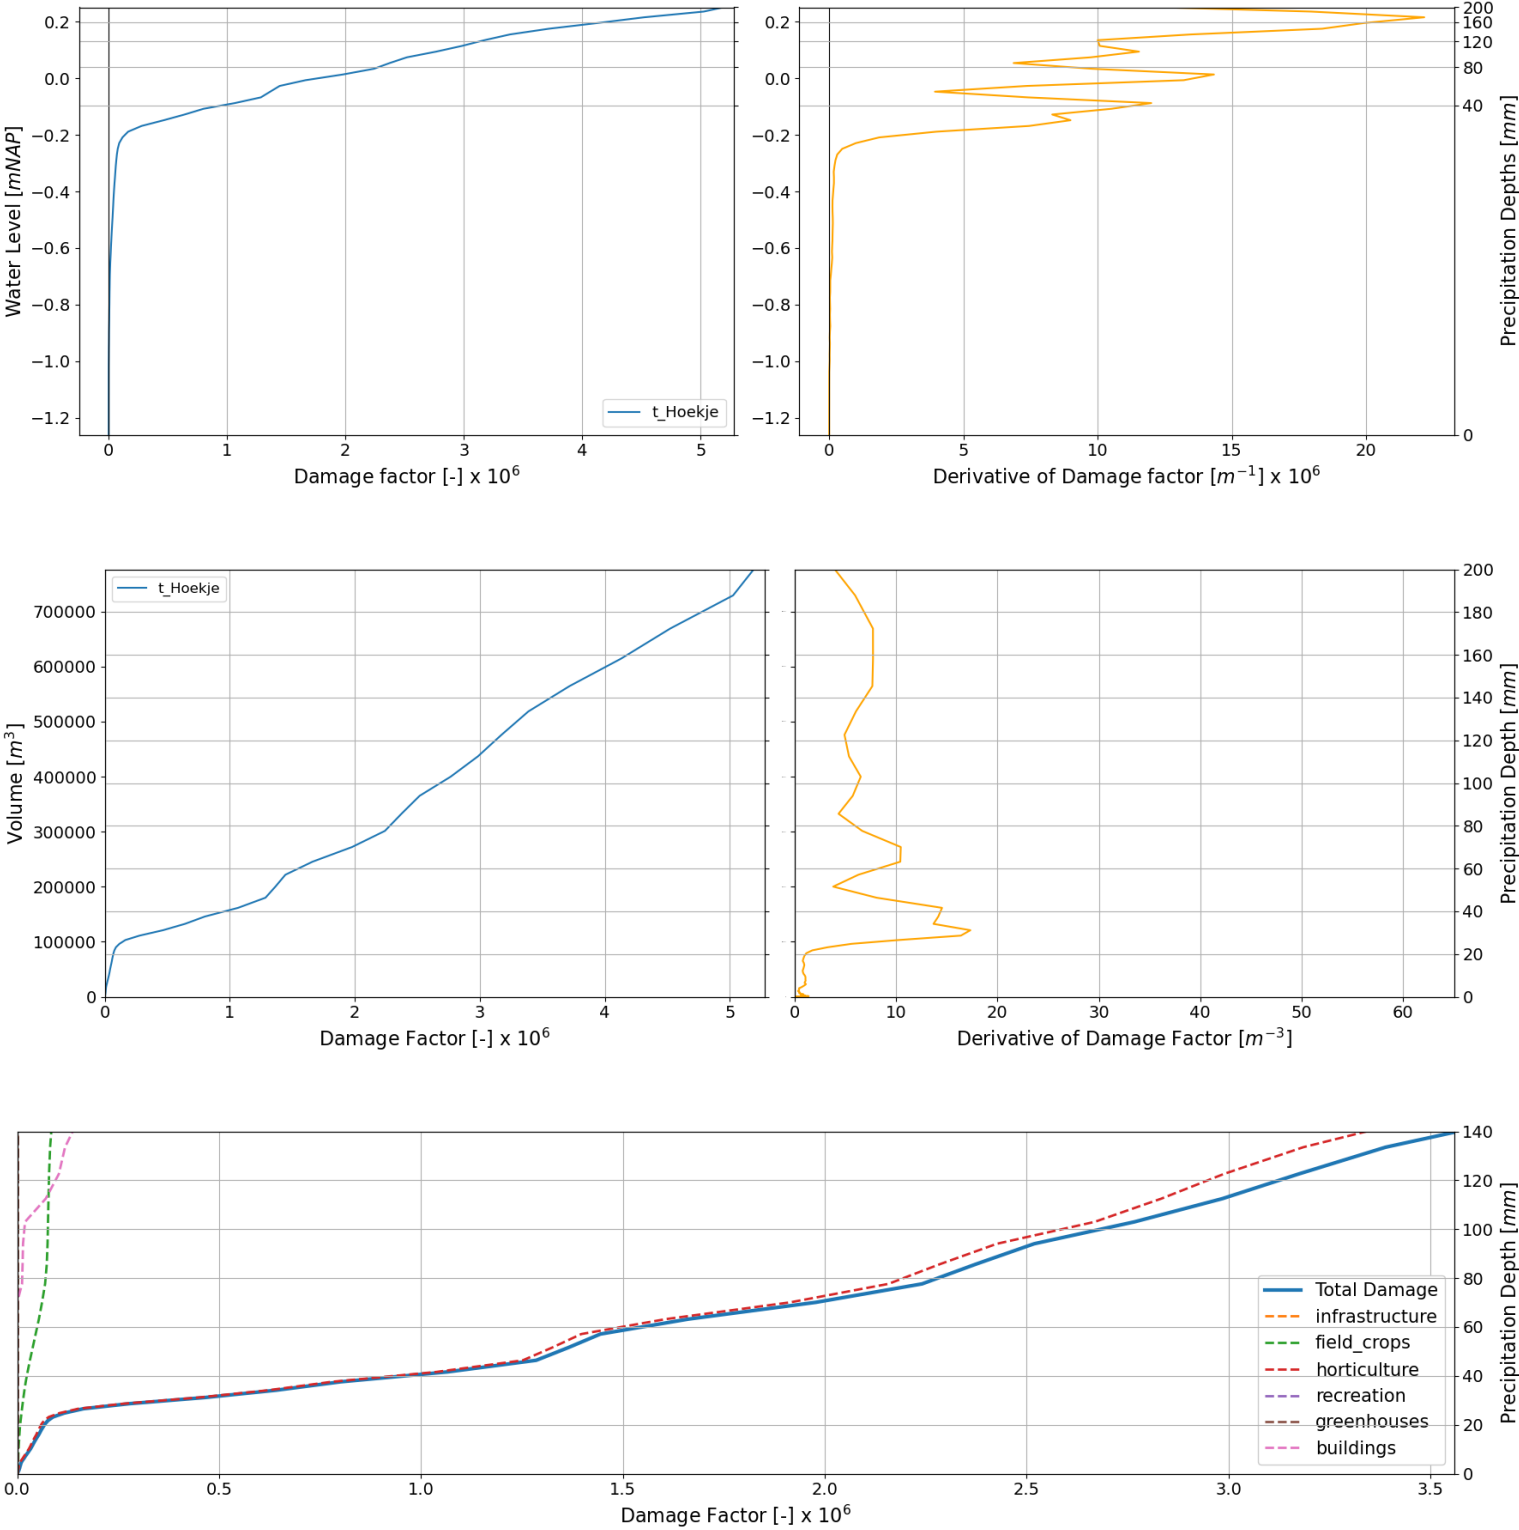 0.2
0.0
−0.2
−0.4
−0.6
−0.8
−1.0
−1.2
Water Level [mNAP]
0 1 2 3 4 5
Damage factor [-] x 10⁶
t_Hoekje
0.2
0.0
−0.2
−0.4
−0.6
−0.8
−1.0
−1.2
0 5 10 15 20
Derivative of Damage factor [m⁻¹] x 10⁶
200
160
120
80
40
0
Precipitation Depths [mm]
t_Hoekje
700000
600000
500000
400000
300000
200000
100000
0
Volume [m³]
0 1 2 3 4 5
Damage Factor [-] x 10⁶
0 10 20 30 40 50 60
Derivative of Damage Factor [m⁻³]
200
180
160
140
120
100
80
60
40
20
0
Precipitation Depth [mm]
140
120
100
80
60
40
20
0
Precipitation Depth [mm]
Total Damage
infrastructure
field_crops
horticulture
recreation
greenhouses
buildings
0.0 0.5 1.0 1.5 2.0 2.5 3.0 3.5
Damage Factor [-] x 10⁶